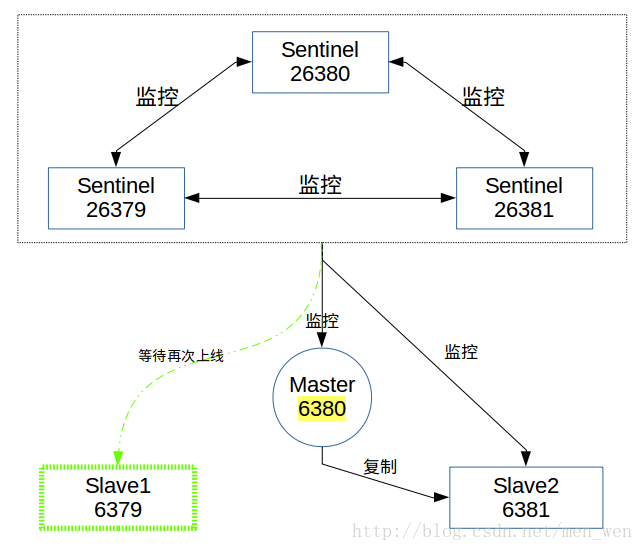 Sentinel
26380
监控
监控
Sentinel
26379
监控
Sentinel
26381
监控
等待再次上线
监控
Master
6380
复制
Slave1
6379
Slave2
6381
http://blog.csdn.net/men_wen